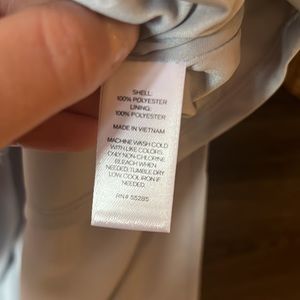 SHELL:
100% POLYESTER
LINING:
100% POLYESTER
MADE IN VIETNAM
MACHINE WASH COLD
WITH LIKE COLORS.
ONLY NON-CHLORINE
BLEACH WHEN
NEEDED. TUMBLE DRY
LOW. COOL IRON IF
NEEDED.
RN# 55285